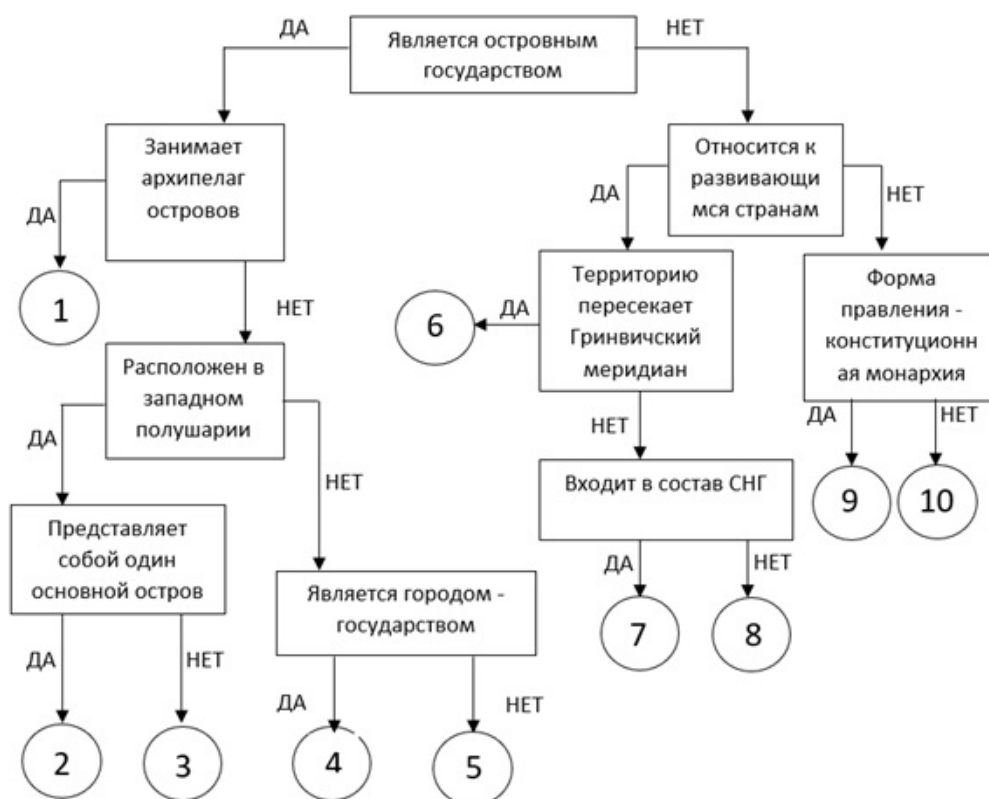 ДА
Является островным
государством
НЕТ
Занимает
архипелаг
островов
Относится к
развивающи
мся странам
ДА
ДА
НЕТ
1
НЕТ
6
ДА
Территорию
пересекает
Гринвичский
меридиан
Форма
правления -
конституционн
ая монархия
Расположен в
западном
полушарии
ДА
НЕТ
НЕТ
ДА
НЕТ
Входит в состав СНГ
9
10
Представляет
собой один
основной остров
Является городом -
государством
ДА
НЕТ
7
8
ДА
НЕТ
ДА
НЕТ
2
3
4
5